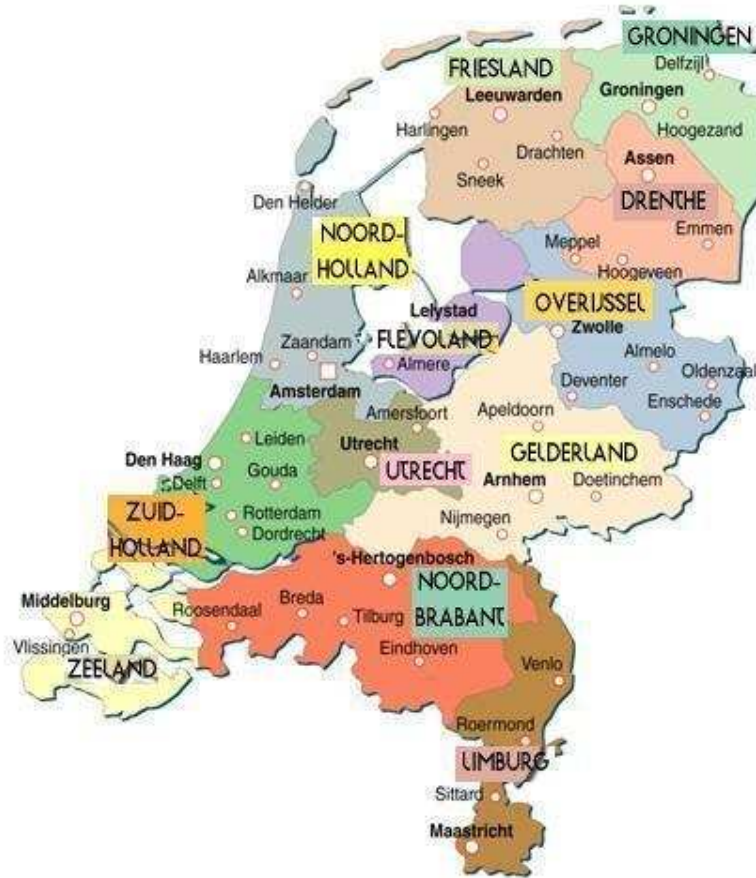 GRONINGEN
Delfzijl
FRIESLAND
Leeuwarden
Groningen
Harlingen
Hoogezand
Drachten
Assen
Sneek
DRENTHE
Den Helder
NOORD-
HOLLAND
Emmen
Meppel
Hoogeveen
Alkmaar
Lelystad
OVERIJSSEL
Zwolle
FLEVOLAND
Zaandam
Haarlem
Almere
Almelo
Oldenzaal
Amsterdam
Deventer
Enschede
Amersfoort
Apeldoorn
Leiden
Utrecht
GELDERLAND
Den Haag
Gouda
UTRECHT
Delft
Arnhem
Doetinchem
ZUID-
HOLLAND
Rotterdam
Dordrecht
Nijmegen
's-Hertogenbosch
NOORD-
BRABANT
Middelburg
Roosendaal
Breda
Tilburg
Vlissingen
Eindhoven
ZEELAND
Venlo
Roermond
LIMBURG
Sittard
Maastricht